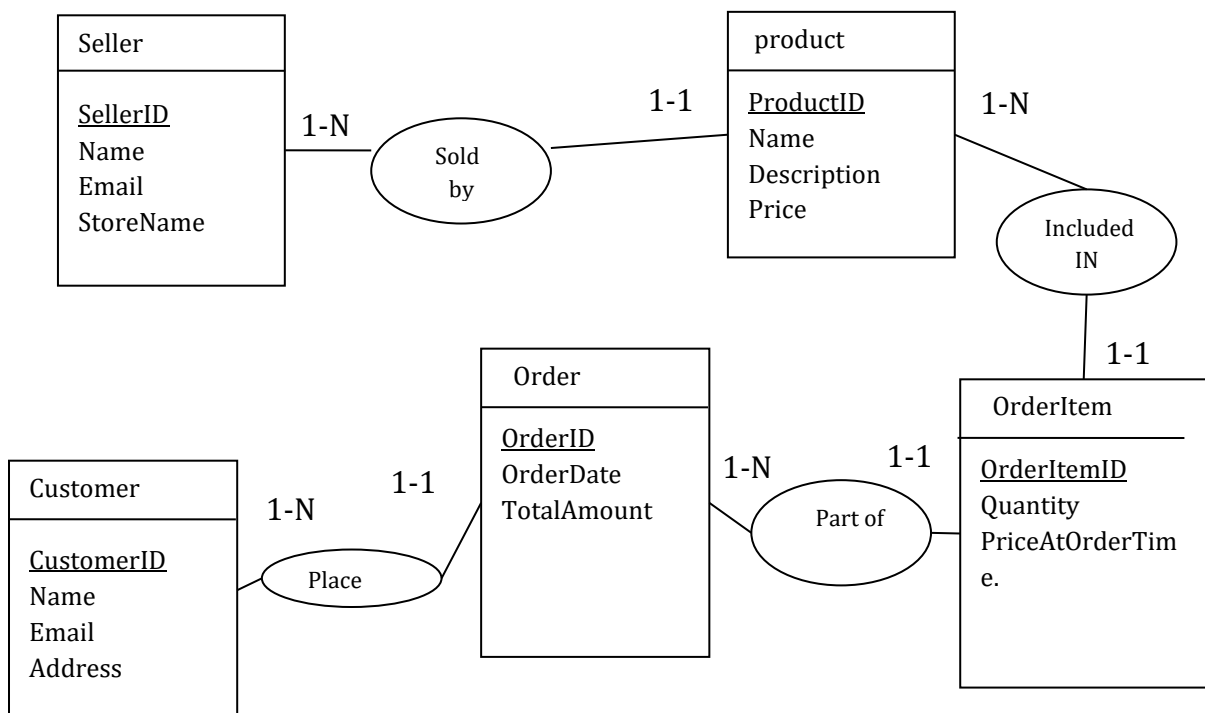 Seller
SellerID
Name
Email
StoreName
1-N
Sold
by
1-1
product
ProductID
Name
Description
Price
1-N
Included
IN
1-1
Customer
CustomerID
Name
Email
Address
1-N
Place
1-1
Order
OrderID
OrderDate
TotalAmount
1-N
Part of
1-1
OrderItem
OrderItemID
Quantity
PriceAtOrderTim
e.